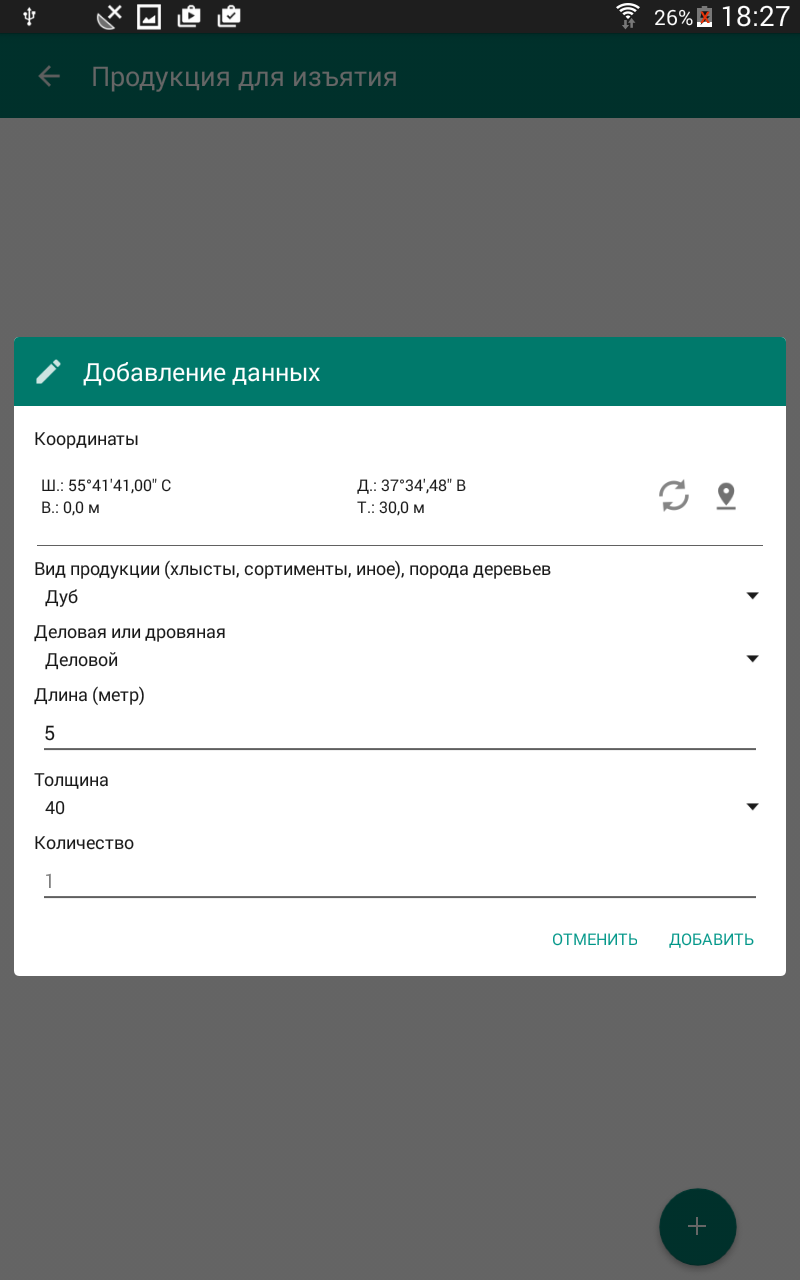 26% 18:27
Продукция для изъятия
Добавление данных
Координаты
Ш.: 55°41'41,00" С
Д.: 37°34',48" В
В.: 0,0 м
Т.: 30,0 м
Вид продукции (хлысты, сортименты, иное), порода деревьев
Дуб
Деловая или дровяная
Деловой
Длина (метр)
5
Толщина
40
Количество
1
ОТМЕНИТЬ ДОБАВИТЬ